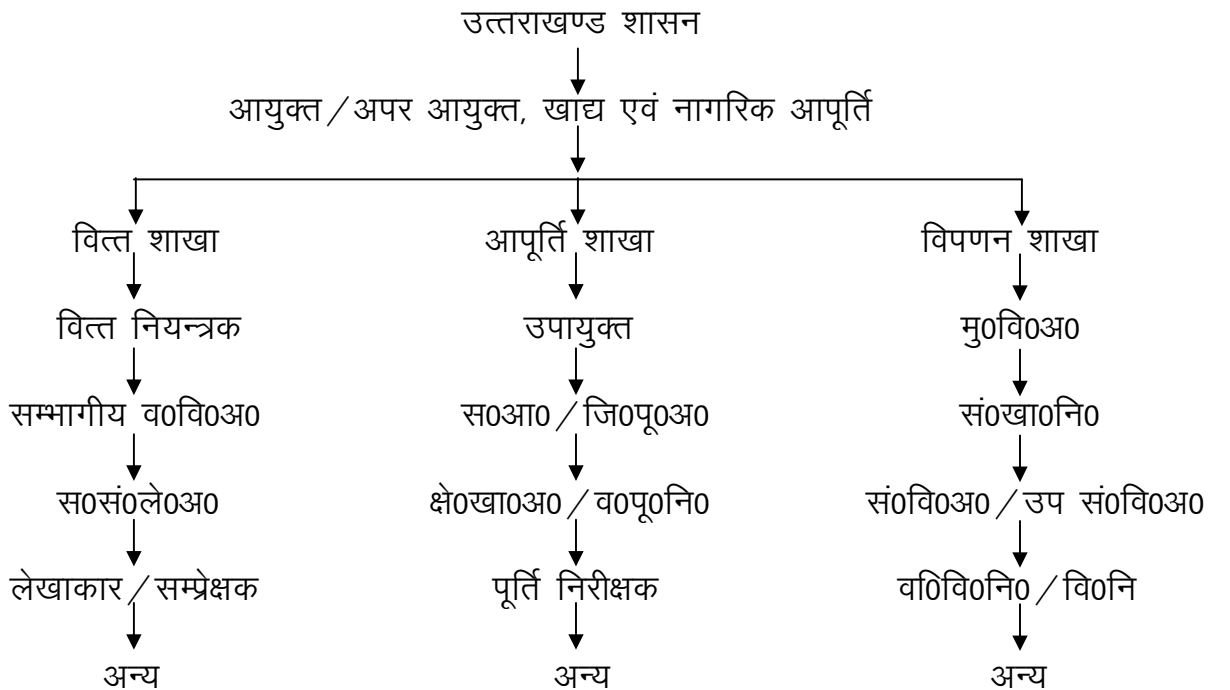 उत्तराखण्ड शासन
आयुक्त/अपर आयुक्त, खाद्य एवं नागरिक आपूर्ति
वित्त शाखा आपूर्ति शाखा विपणन शाखा
वित्त नियन्त्रक उपायुक्त मु0वि0अ0
सम्भागीय व0वि0अ0 स0आ0/जि0पू0अ0 सं0खा0नि0
स0सं0ले0अ0 क्षे0खा0अ0/व0पू0नि0 सं0वि0अ0/उप सं0वि0अ0
लेखाकार/सम्प्रेक्षक पूर्ति निरीक्षक वा0िवि0नि0/वि0नि
अन्य अन्य अन्य